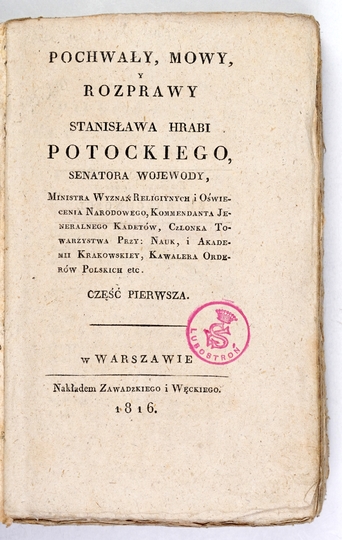 POCHWAŁY, MOWY,
Y
ROZPRAWY
STANISŁAWA HRABI
POTOCKIEGO,
SENATORA WOJEWODY,
MINISTRA WYZNAŃ RELIGIYNYCH i OŚWIE-
CENIA NARODOWEGO, KOMMENDANTA JE-
NERALNEGO KADETÓW, CZŁONKA TO-
WARZYSTWA PRZY: NAUK, i AKADE-
MII KRAKOWSKIEY, KAWALERA ORDE-
RÓW POLSKICH etc.
CZĘŚĆ PIERWSZA.
W WARSZAWIE
Nakładem ZAWADZKIEGO i WĘCKIEGO.
1816.
LUBOSTROŃ